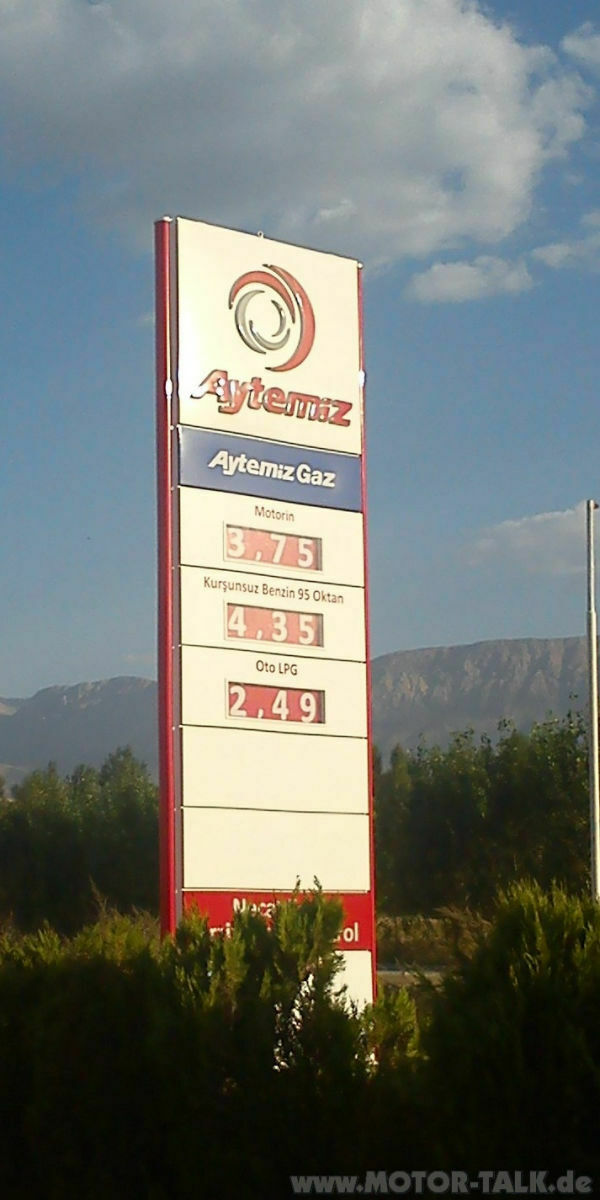 Aytemiz
Aytemiz Gaz
Motorin
3,75
Kurşunsuz Benzin 95 Oktan
4,35
Oto LPG
2,49
www.MOTOR-TALK.de